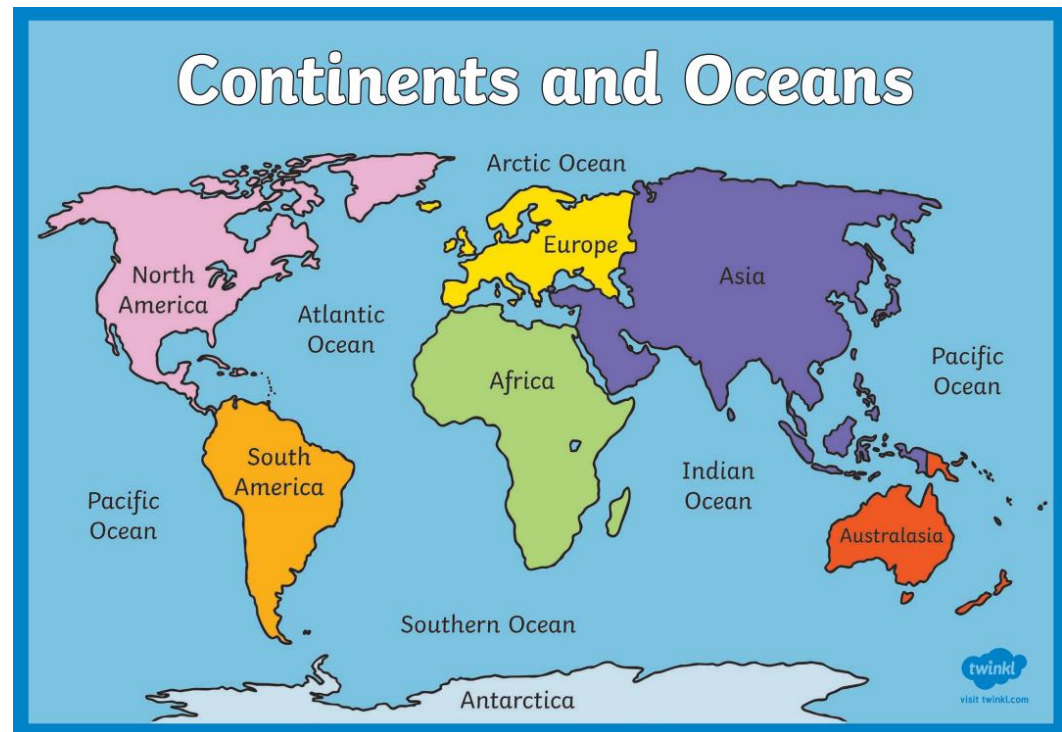 Continents and Oceans
Arctic Ocean
North
America
Europe
Asia
Atlantic
Ocean
Africa
Pacific
Ocean
South
America
Indian
Ocean
Pacific
Ocean
Australasia
Southern Ocean
Antarctica
twinkl
visit twinkl.com